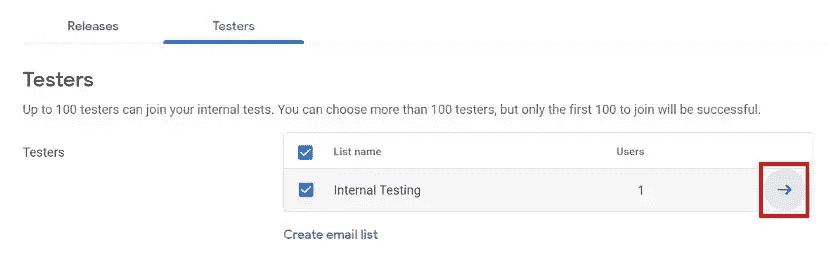 Releases Testers
Testers
Up to 100 testers can join your internal tests. You can choose more than 100 testers, but only the first 100 to join will be successful.
Testers
List name Users
Internal Testing 1
Create email list